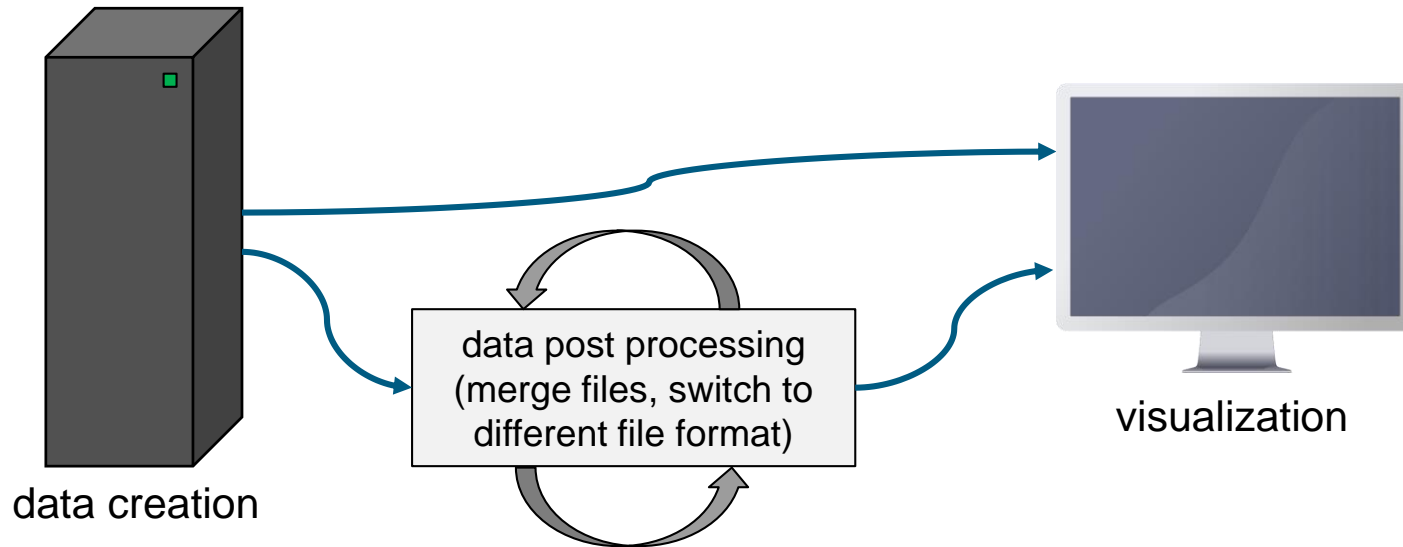 data creation
data post processing
(merge files, switch to
different file format)
visualization